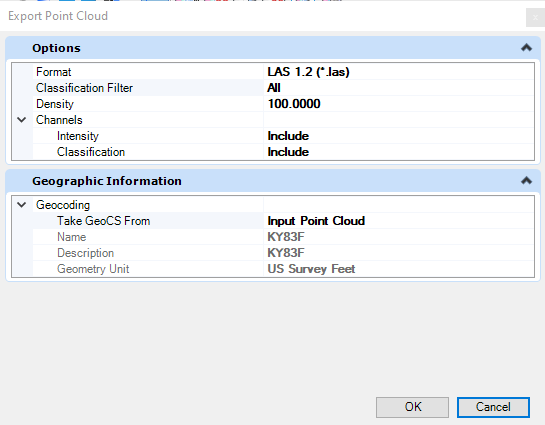 Export Point Cloud
x
Options
Format LAS 1.2 (*.las)
Classification Filter All
Density 100.0000
Channels
Intensity Include
Classification Include
Geographic Information
Geocoding
Take GeoCS From Input Point Cloud
Name KY83F
Description KY83F
Geometry Unit US Survey Feet
OK Cancel